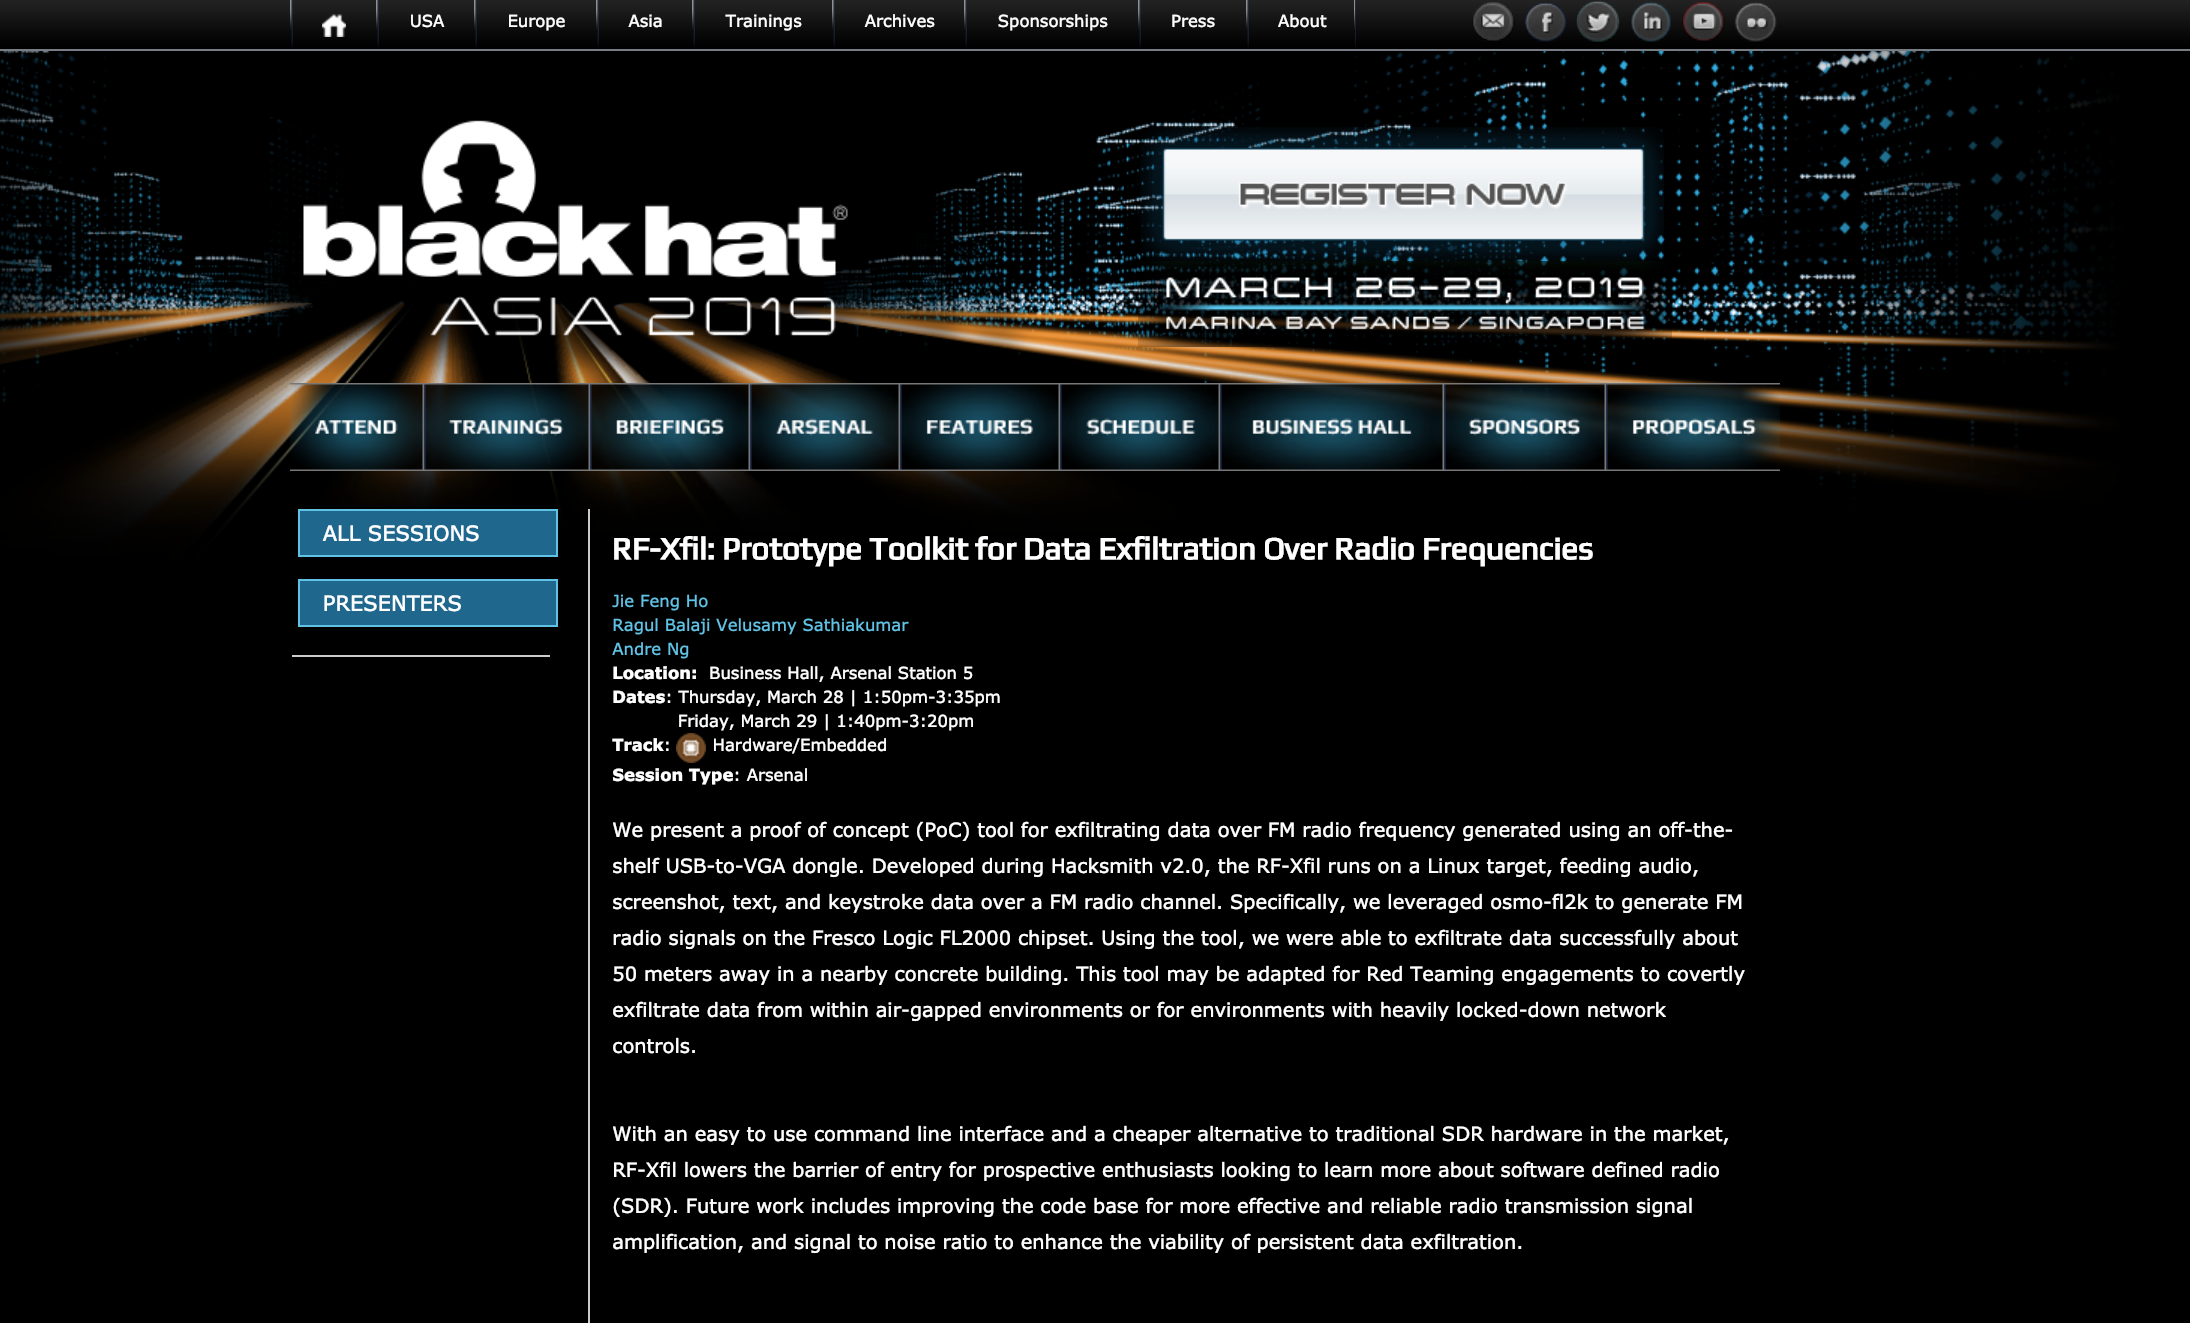 USA Europe Asia Trainings Archives Sponsorships Press About
black hat®
ASIA 2019
REGISTER NOW
MARCH 26-29, 2019
MARINA BAY SANDS / SINGAPORE
ATTEND TRAININGS BRIEFINGS ARSENAL FEATURES SCHEDULE BUSINESS HALL SPONSORS PROPOSALS
ALL SESSIONS
PRESENTERS
RF-Xfil: Prototype Toolkit for Data Exfiltration Over Radio Frequencies
Jie Feng Ho
Ragul Balaji Velusamy Sathiakumar
Andre Ng
Location: Business Hall, Arsenal Station 5
Dates: Thursday, March 28 | 1:50pm-3:35pm
Friday, March 29 | 1:40pm-3:20pm
Track: Hardware/Embedded
Session Type: Arsenal
We present a proof of concept (PoC) tool for exfiltrating data over FM radio frequency generated using an off-the-
shelf USB-to-VGA dongle. Developed during Hacksmith v2.0, the RF-Xfil runs on a Linux target, feeding audio,
screenshot, text, and keystroke data over a FM radio channel. Specifically, we leveraged osmo-fl2k to generate FM
radio signals on the Fresco Logic FL2000 chipset. Using the tool, we were able to exfiltrate data successfully about
50 meters away in a nearby concrete building. This tool may be adapted for Red Teaming engagements to covertly
exfiltrate data from within air-gapped environments or for environments with heavily locked-down network
controls.
With an easy to use command line interface and a cheaper alternative to traditional SDR hardware in the market,
RF-Xfil lowers the barrier of entry for prospective enthusiasts looking to learn more about software defined radio
(SDR). Future work includes improving the code base for more effective and reliable radio transmission signal
amplification, and signal to noise ratio to enhance the viability of persistent data exfiltration.